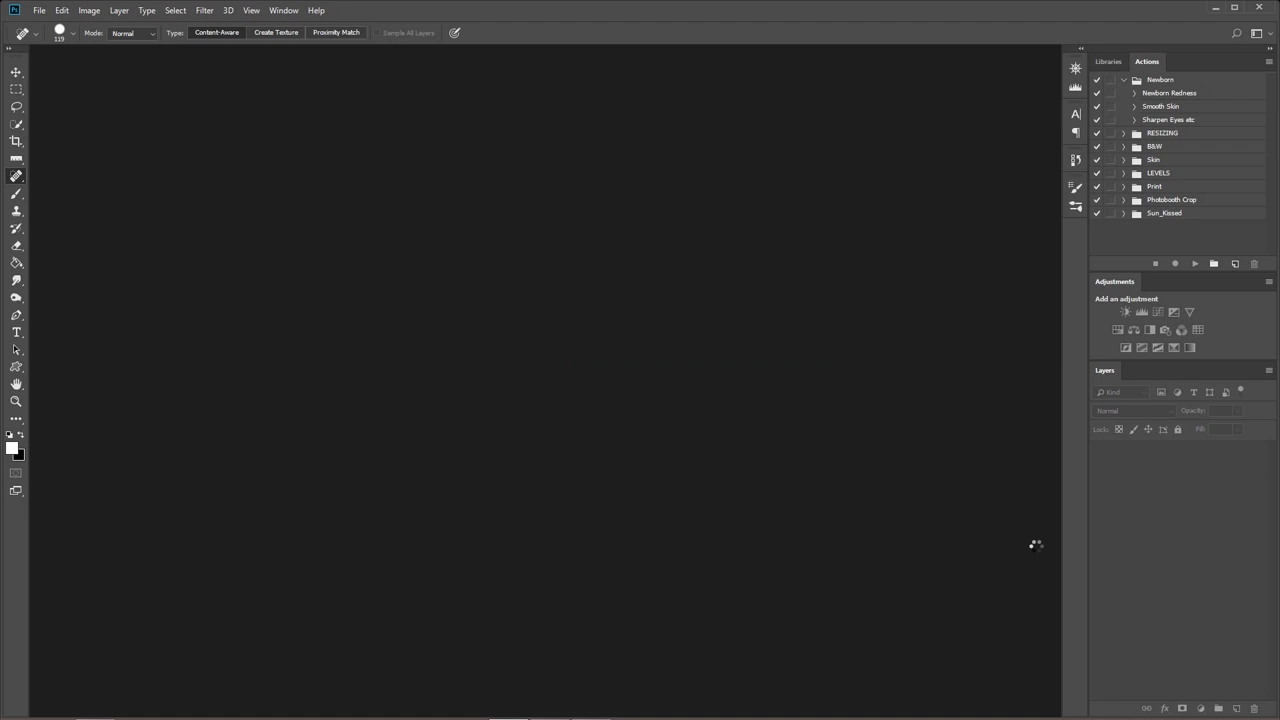 Ps File Edit Image Layer Type Select Filter 3D View Window Help
119 Mode: Normal Type: Content-Aware Create Texture Proximity Match Sample All Layers
Libraries Actions
Newborn
Newborn Redness
Smooth Skin
Sharpen Eyes etc
RESIZING
B&W
Skin
LEVELS
Print
Photobooth Crop
Sun_Kissed
Adjustments
Add an adjustment
Layers
Kind
Normal Opacity:
Lock: Fill: